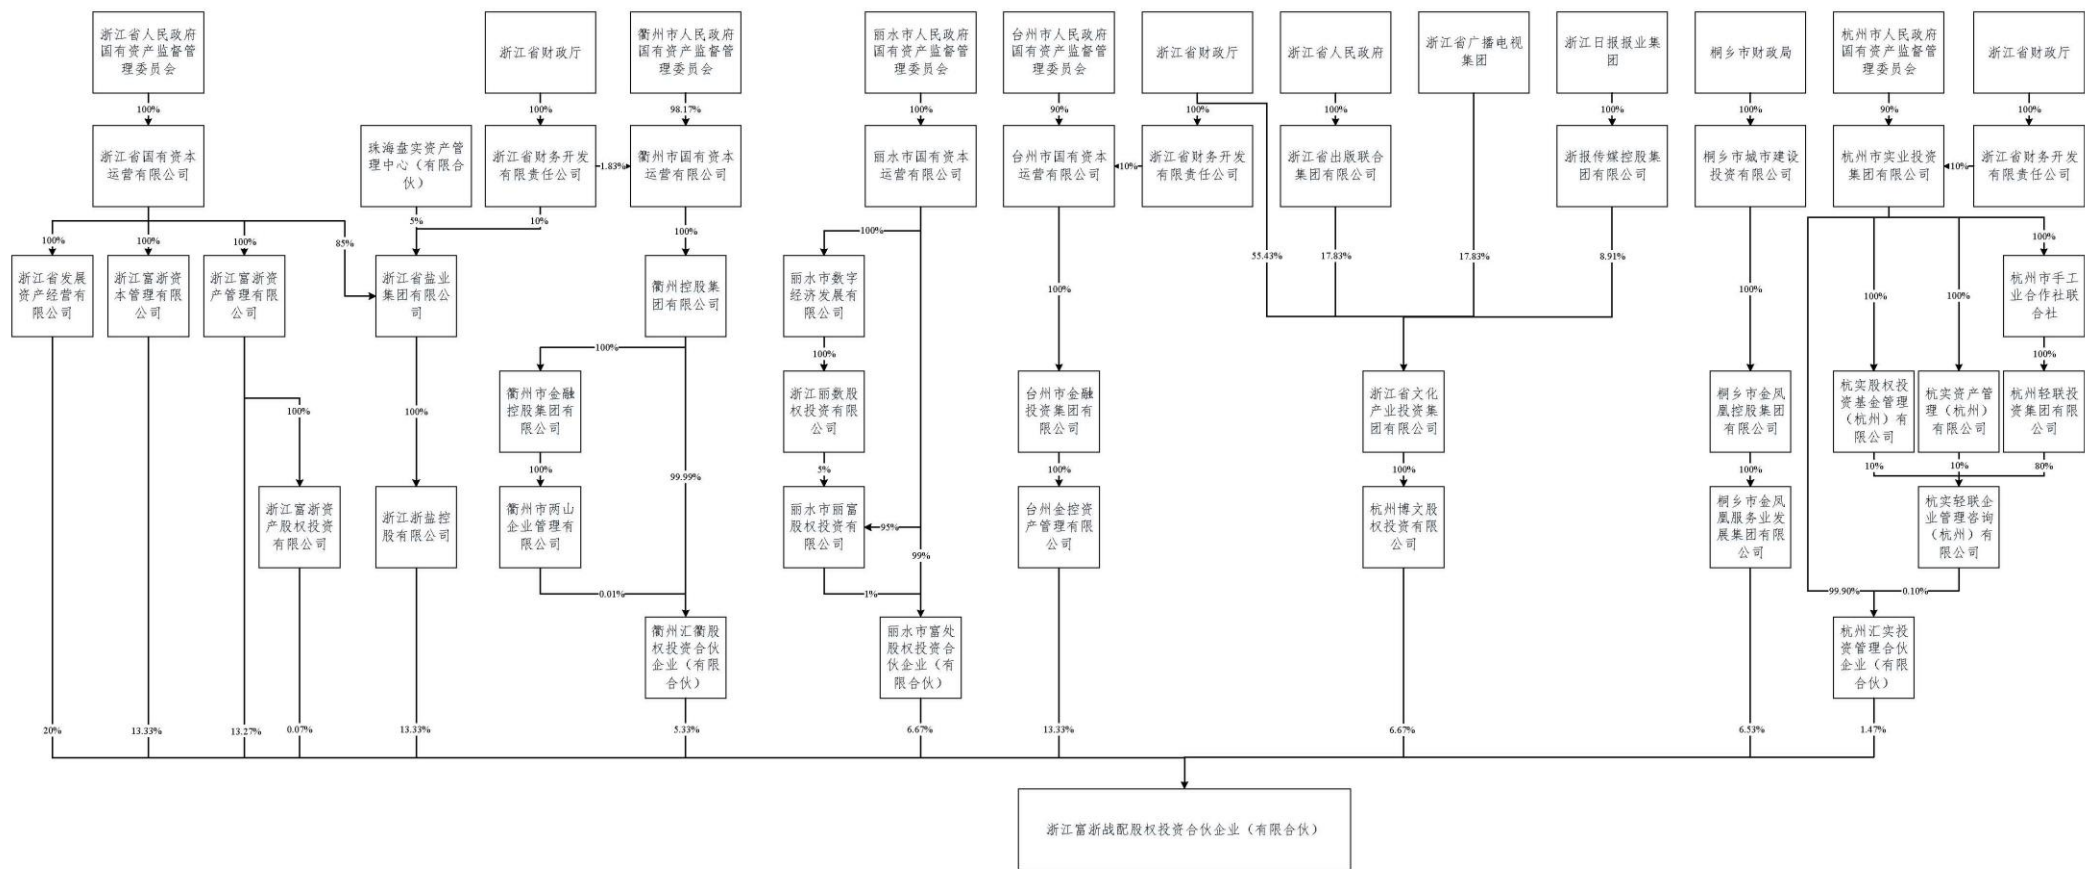 浙江省人民政府
国有资产监督管
理委员会
浙江省财政厅
衢州市人民政府
国有资产监督管
理委员会
丽水市人民政府
国有资产监督管
理委员会
台州市人民政府
国有资产监督管
理委员会
浙江省财政厅
浙江省人民政府
浙江省广播电视
集团
浙江日报报业集
团
桐乡市财政局
杭州市人民政府
国有资产监督管
理委员会
浙江省财政厅
100%
100%
98.17%
100%
90%
100%
100%
100%
100%
90%
100%
浙江省国有资本
运营有限公司
珠海盘实资产管
理中心（有限合
伙）
浙江省财务开发
有限责任公司
1.83%
衢州市国有资本
运营有限公司
丽水市国有资本
运营有限公司
台州市国有资本
运营有限公司
10%
浙江省财务开发
有限责任公司
浙江省出版联合
集团有限公司
浙报传媒控股集
团有限公司
桐乡市城市建设
投资有限公司
杭州市实业投资
集团有限公司
10%
浙江省财务开发
有限责任公司
5%
10%
100%
100%
100%
85%
100%
100%
100%
55.43%
17.83%
17.83%
8.91%
浙江省发展
资产经营有
限公司
浙江富浙资
本管理有限
公司
浙江富浙资
产管理有限
公司
浙江省盐业
集团有限公
司
衢州控股集
团有限公司
丽水市数字
经济发展有
限公司
杭州市手工
业合作社联
合社
100%
100%
100%
100%
100%
100%
100%
衢州市金融
控股集团有
限公司
浙江丽数股
权投资有限
公司
台州市金融
投资集团有
限公司
浙江省文化
产业投资集
团有限公司
桐乡市金凤
凰控股集团
有限公司
杭实股权投
资基金管理
（杭州）有
限公司
杭实资产管
理（杭州）
有限公司
杭州轻联投
资集团有限
公司
100%
100%
100%
99.99%
5%
100%
100%
100%
10%
10%
80%
浙江富浙资
产股权投资
有限公司
浙江浙盐控
股有限公司
衢州市两山
企业管理有
限公司
丽水市丽富
股权投资有
限公司
95%
99%
台州金控资
产管理有限
公司
杭州博文股
权投资有限
公司
桐乡市金凤
凰服务业发
展集团有限
公司
杭实轻联企
业管理咨询
（杭州）有
限公司
0.01%
1%
99.90%
0.10%
衢州汇衢股
权投资合伙
企业（有限
合伙）
丽水市富处
股权投资合
伙企业（有
限合伙）
杭州汇实投
资管理合伙
企业（有限
合伙）
20%
13.33%
13.27%
0.07%
13.33%
5.33%
6.67%
13.33%
6.67%
6.53%
1.47%
浙江富浙战配股权投资合伙企业（有限合伙）